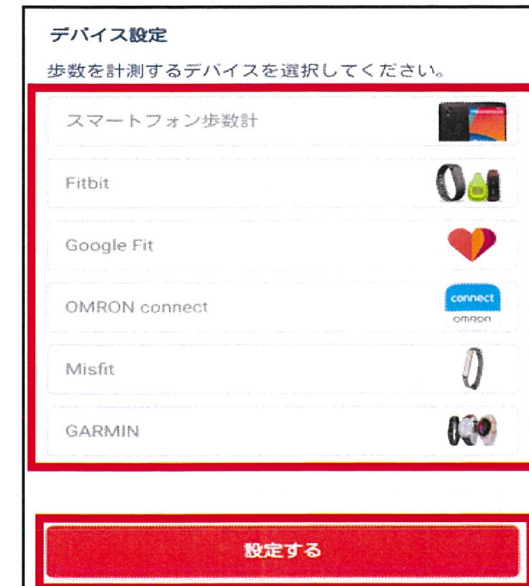 デバイス設定
歩数を計測するデバイスを選択してください。
スマートフォン歩数計
Fitbit
Google Fit
OMRON connect
connect
OMRON
Misfit
GARMIN
設定する